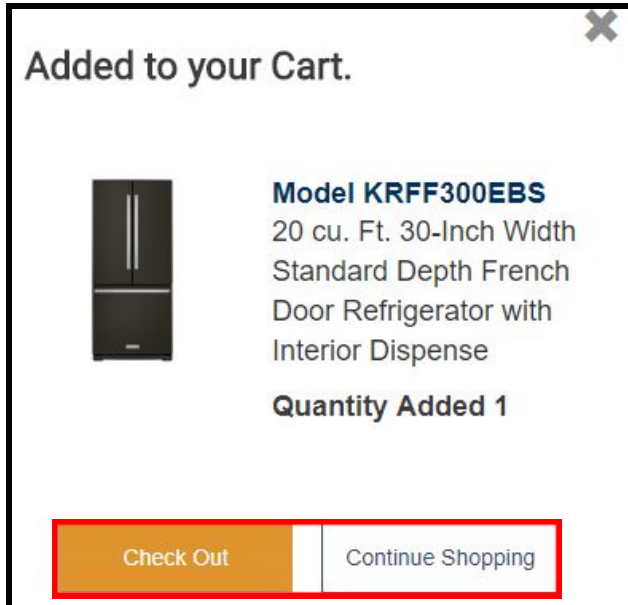 Added to your Cart.
Model KRFF300EBS
20 cu. Ft. 30-Inch Width
Standard Depth French
Door Refrigerator with
Interior Dispense
Quantity Added 1
Check Out
Continue Shopping